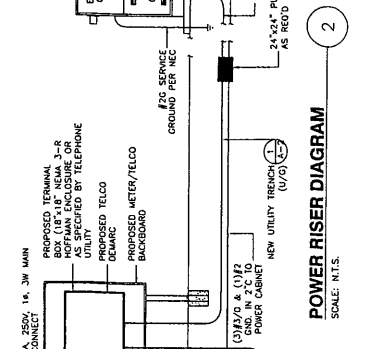 A, 250V, 1ø, 3W MAIN
CONNECT
PROPOSED TERMINAL
BOX (18"x18" NEMA 3-R
HOFFMAN ENCLOSURE OR
AS SPECIFIED BY TELEPHONE
UTILITY
PROPOSED TELCO
DEMARC
PROPOSED METER/TELCO
BACKBOARD
#2G SERVICE
GROUND PER NEC
(3)#3/0 & (1)#2
GND. IN 2"C TO
POWER CABINET
NEW UTILITY TRENCH
(U/G)
1
A-2
24"x24" PU
AS REQ'D
POWER RISER DIAGRAM
SCALE: N.T.S.
2